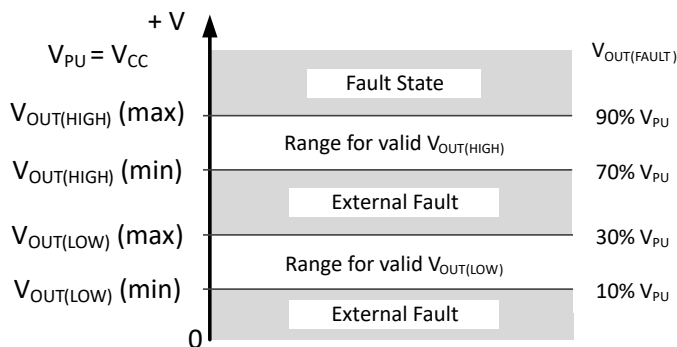 + V
V_PU = V_CC
V_OUT(FAULT)
Fault State
V_OUT(HIGH) (max)
90% V_PU
Range for valid V_OUT(HIGH)
V_OUT(HIGH) (min)
70% V_PU
External Fault
V_OUT(LOW) (max)
30% V_PU
Range for valid V_OUT(LOW)
V_OUT(LOW) (min)
10% V_PU
External Fault
0